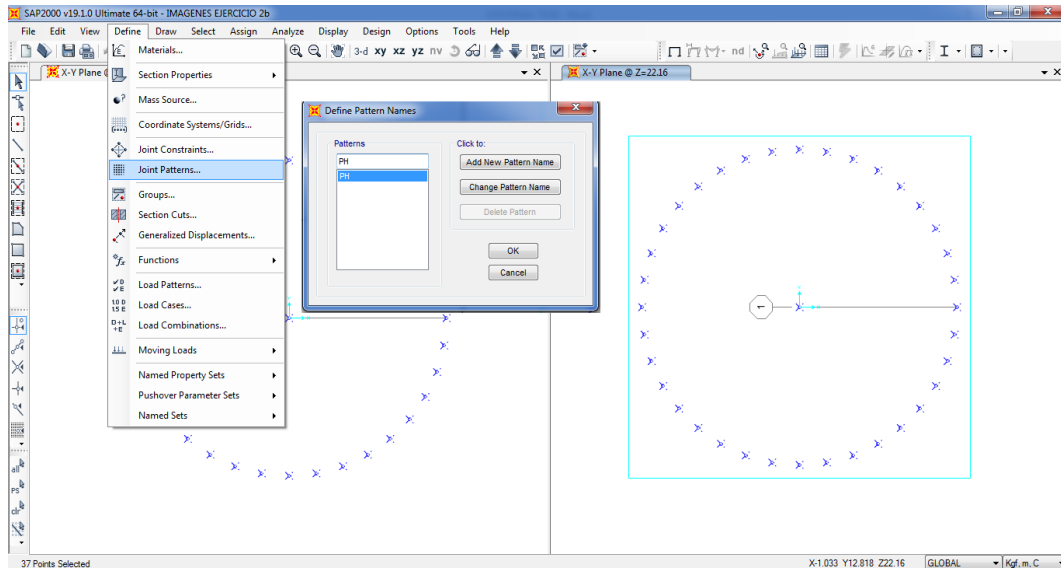 SAP2000 v19.1.0 Ultimate 64-bit - IMAGENES EJERCICIO 2b
File Edit View Define Draw Select Assign Analyze Display Design Options Tools Help
3-d xy xz yz nv
nd
X-Y Plane
X-Y Plane @ Z=22.16
Materials...
Section Properties
Mass Source...
Coordinate Systems/Grids...
Joint Constraints...
Joint Patterns...
Groups...
Section Cuts...
Generalized Displacements...
Functions
Load Patterns...
Load Cases...
Load Combinations...
Moving Loads
Named Property Sets
Pushover Parameter Sets
Named Sets
Define Pattern Names
Patterns
PH
PH
Click to:
Add New Pattern Name
Change Pattern Name
Delete Pattern
OK
Cancel
1
all
PS
clr
37 Points Selected
X-1.033 Y12.818 Z22.16
GLOBAL
Kgf, m, C